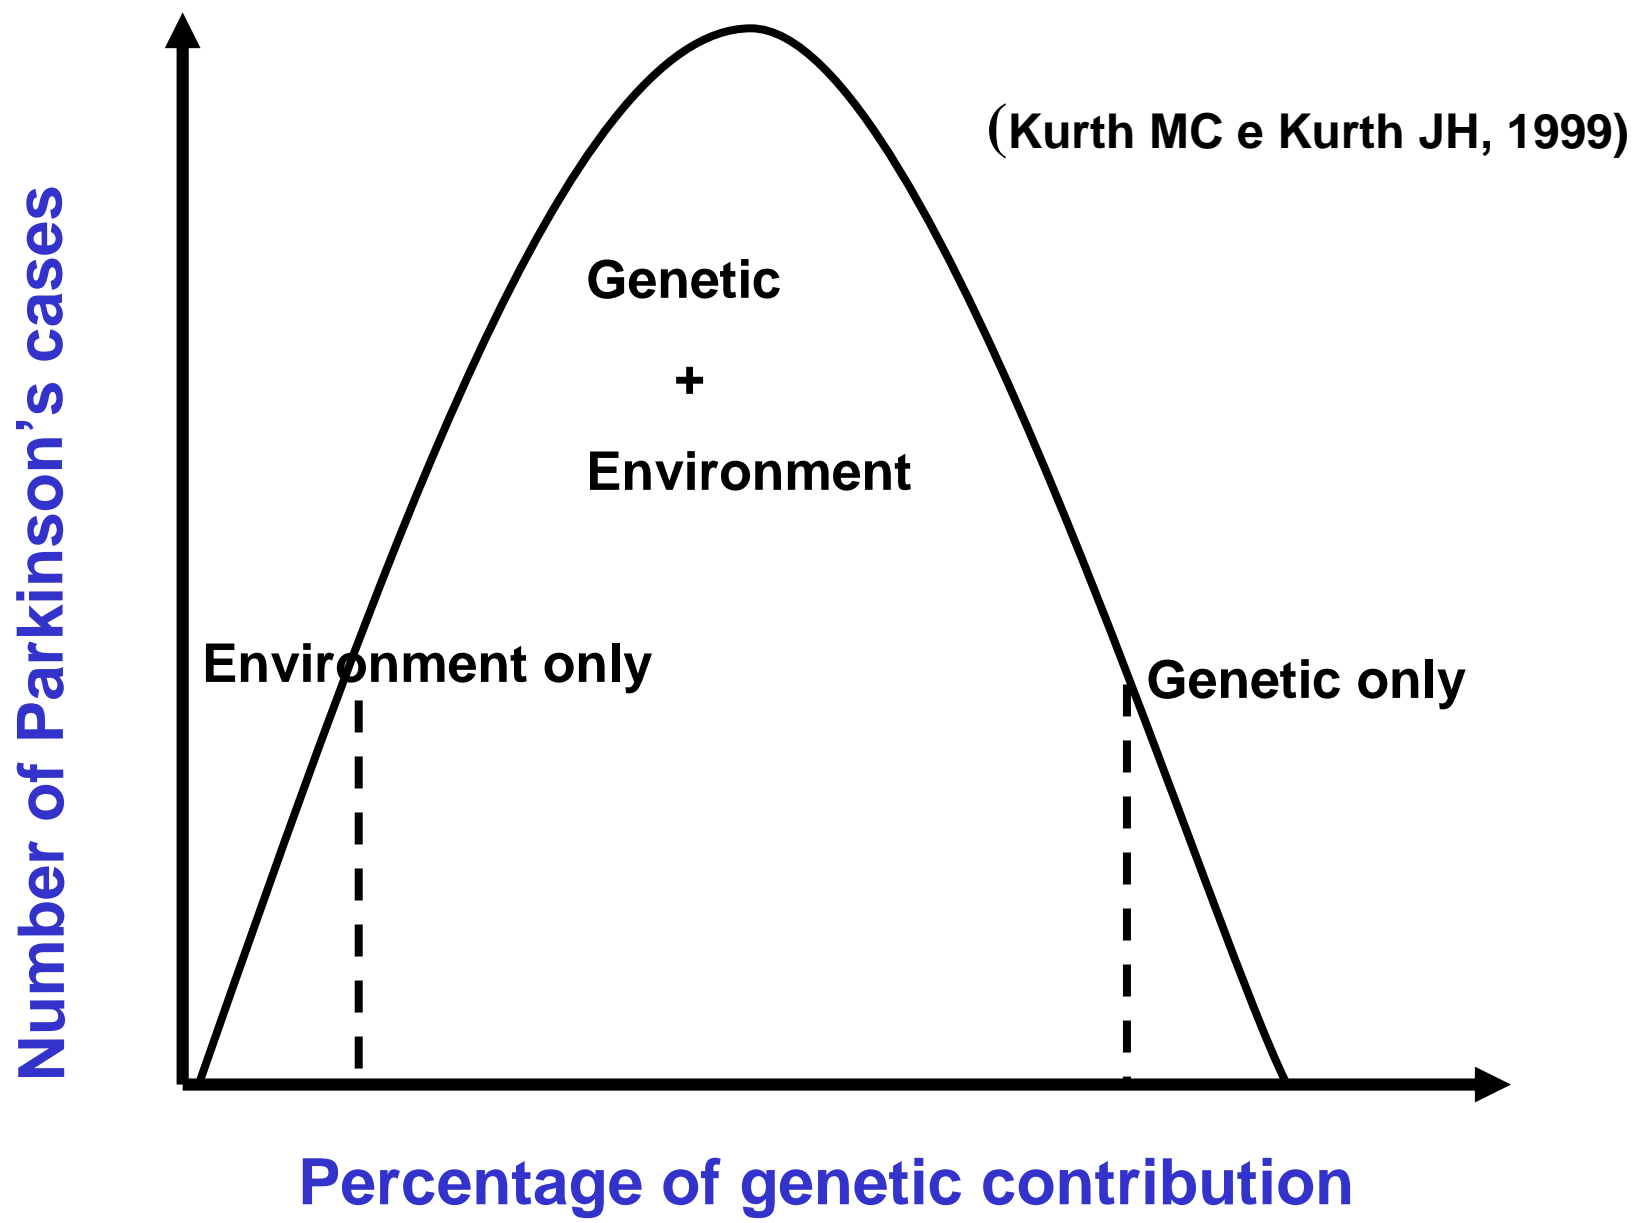 (Kurth MC e Kurth JH, 1999)
Number of Parkinson’s cases
Genetic
+
Environment
Environment only
Genetic only
Percentage of genetic contribution